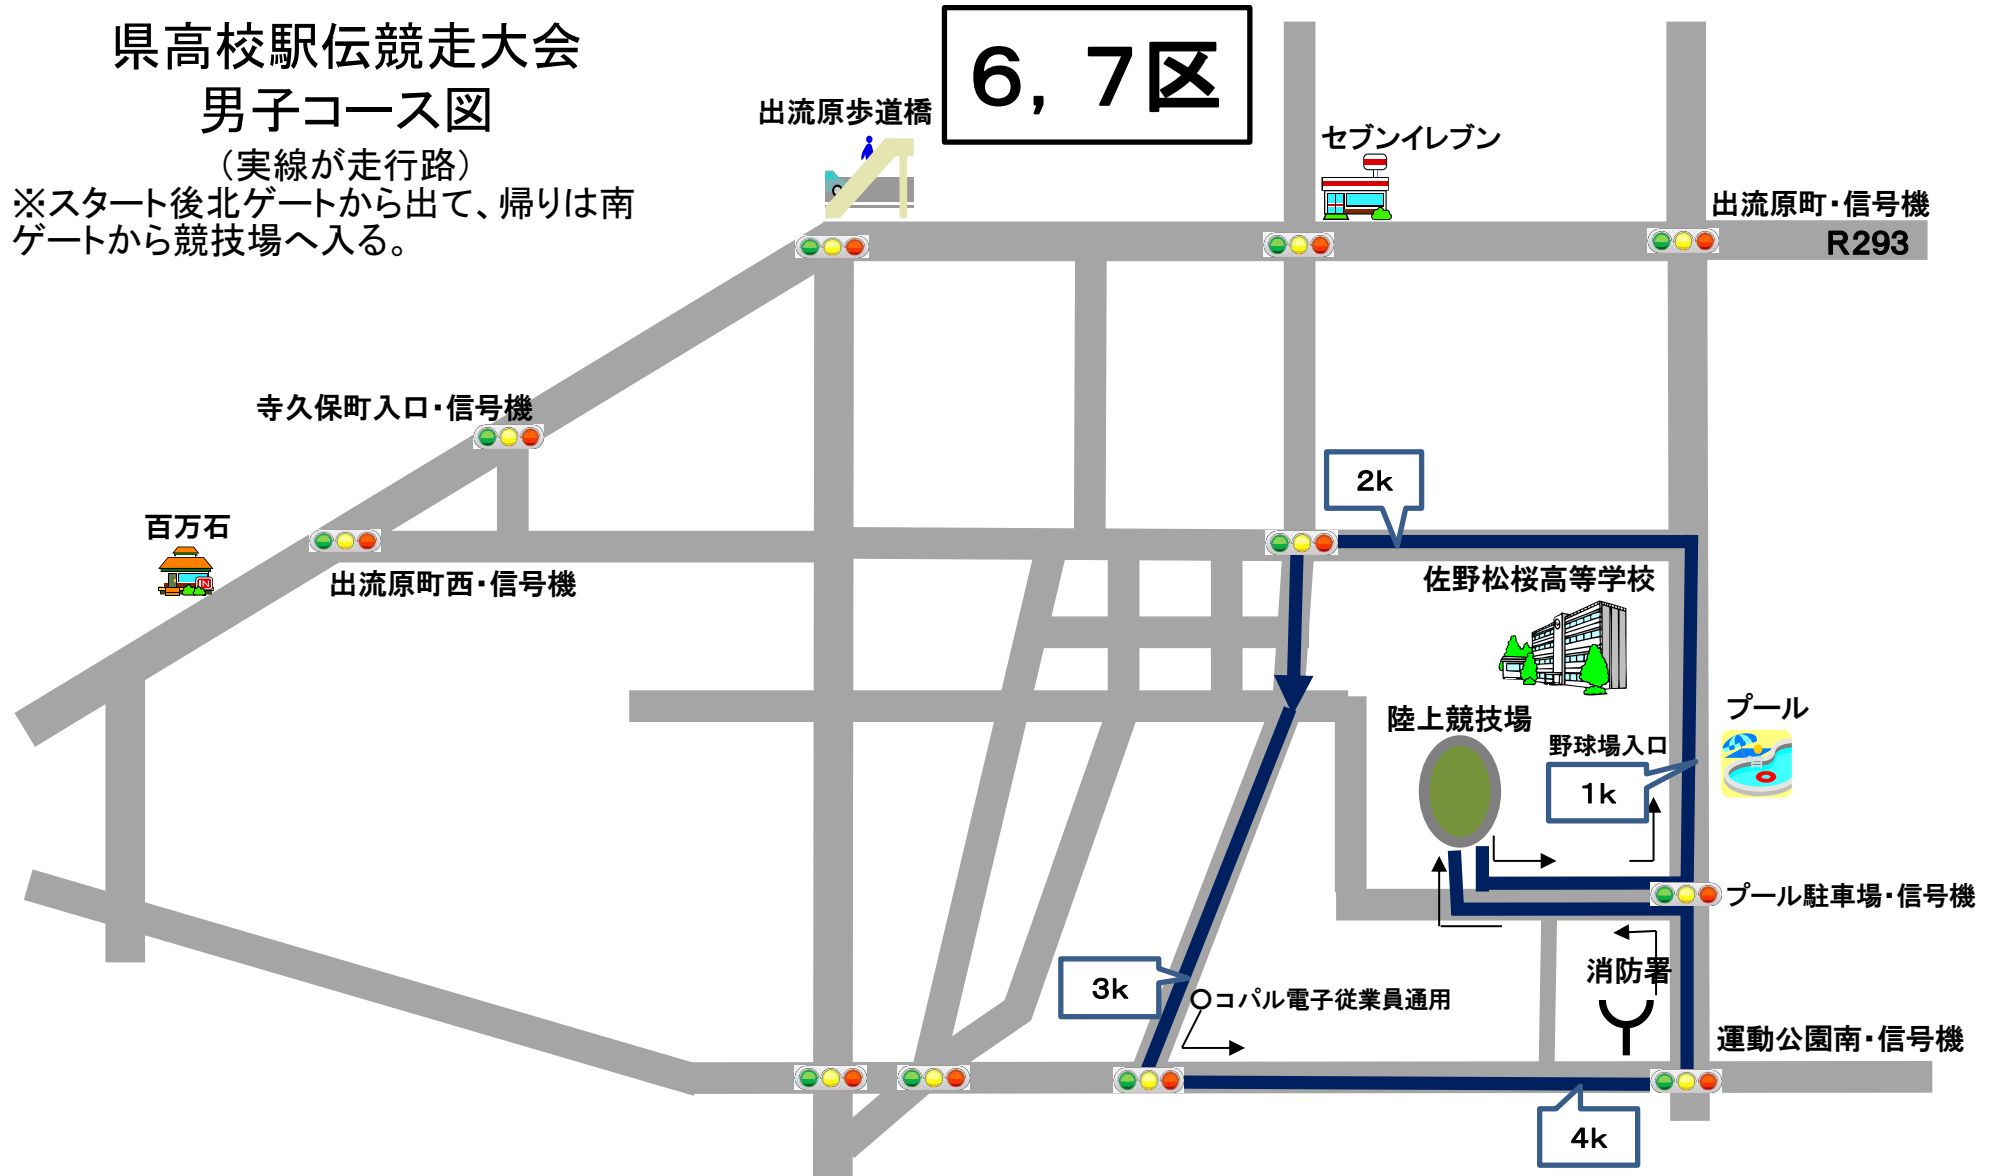 県高校駅伝競走大会
男子コース図
（実線が走行路）
※スタート後北ゲートから出て、帰りは南
ゲートから競技場へ入る。
6，7区
出流原歩道橋
セブンイレブン
出流原町・信号機
R293
寺久保町入口・信号機
2k
百万石
出流原町西・信号機
佐野松桜高等学校
陸上競技場
プール
野球場入口
1k
プール駐車場・信号機
消防署
3k
コパル電子従業員通用
運動公園南・信号機
4k